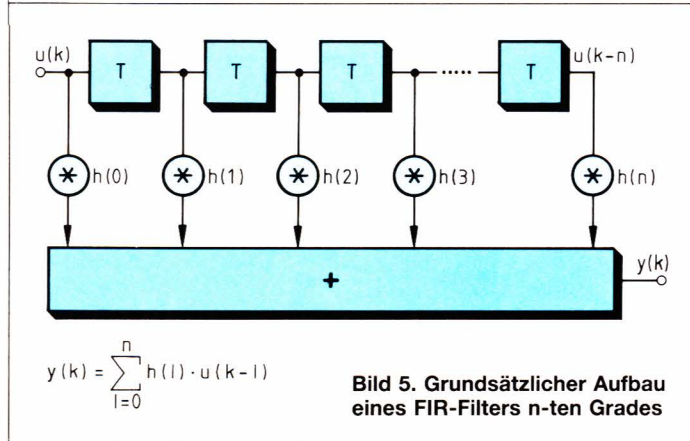 u(k)
T
T
T
.....
T
u(k-n)
* h(0)
* h(1)
* h(2)
* h(3)
* h(n)
+
y(k)
n
y(k) = ∑ h(l) · u(k-l)
l=0
Bild 5. Grundsätzlicher Aufbau
eines FIR-Filters n-ten Grades